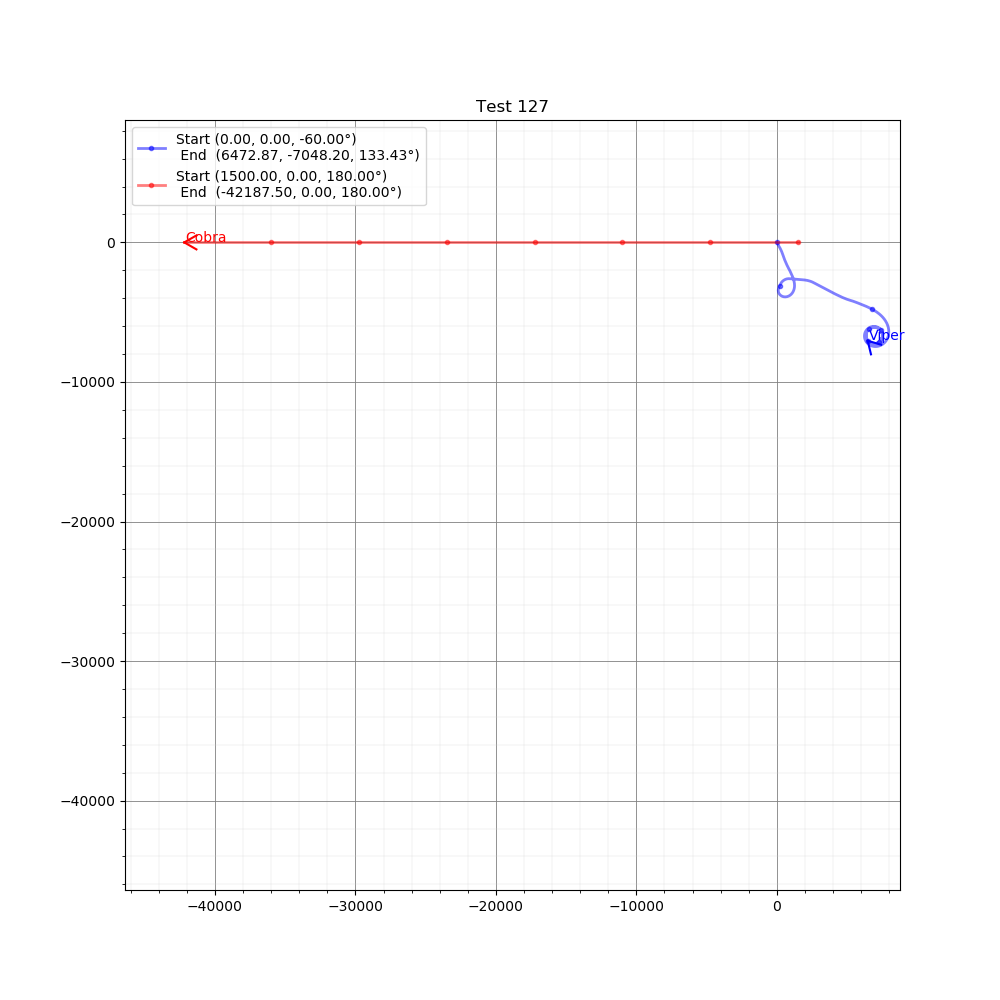 Test 127
Start (0.00, 0.00, -60.00°)
End  (6472.87, -7048.20, 133.43°)
Start (1500.00, 0.00, 180.00°)
End  (-42187.50, 0.00, 180.00°)
Cobra
Viper
0
−10000
−20000
−30000
−40000
−40000
−30000
−20000
−10000
0